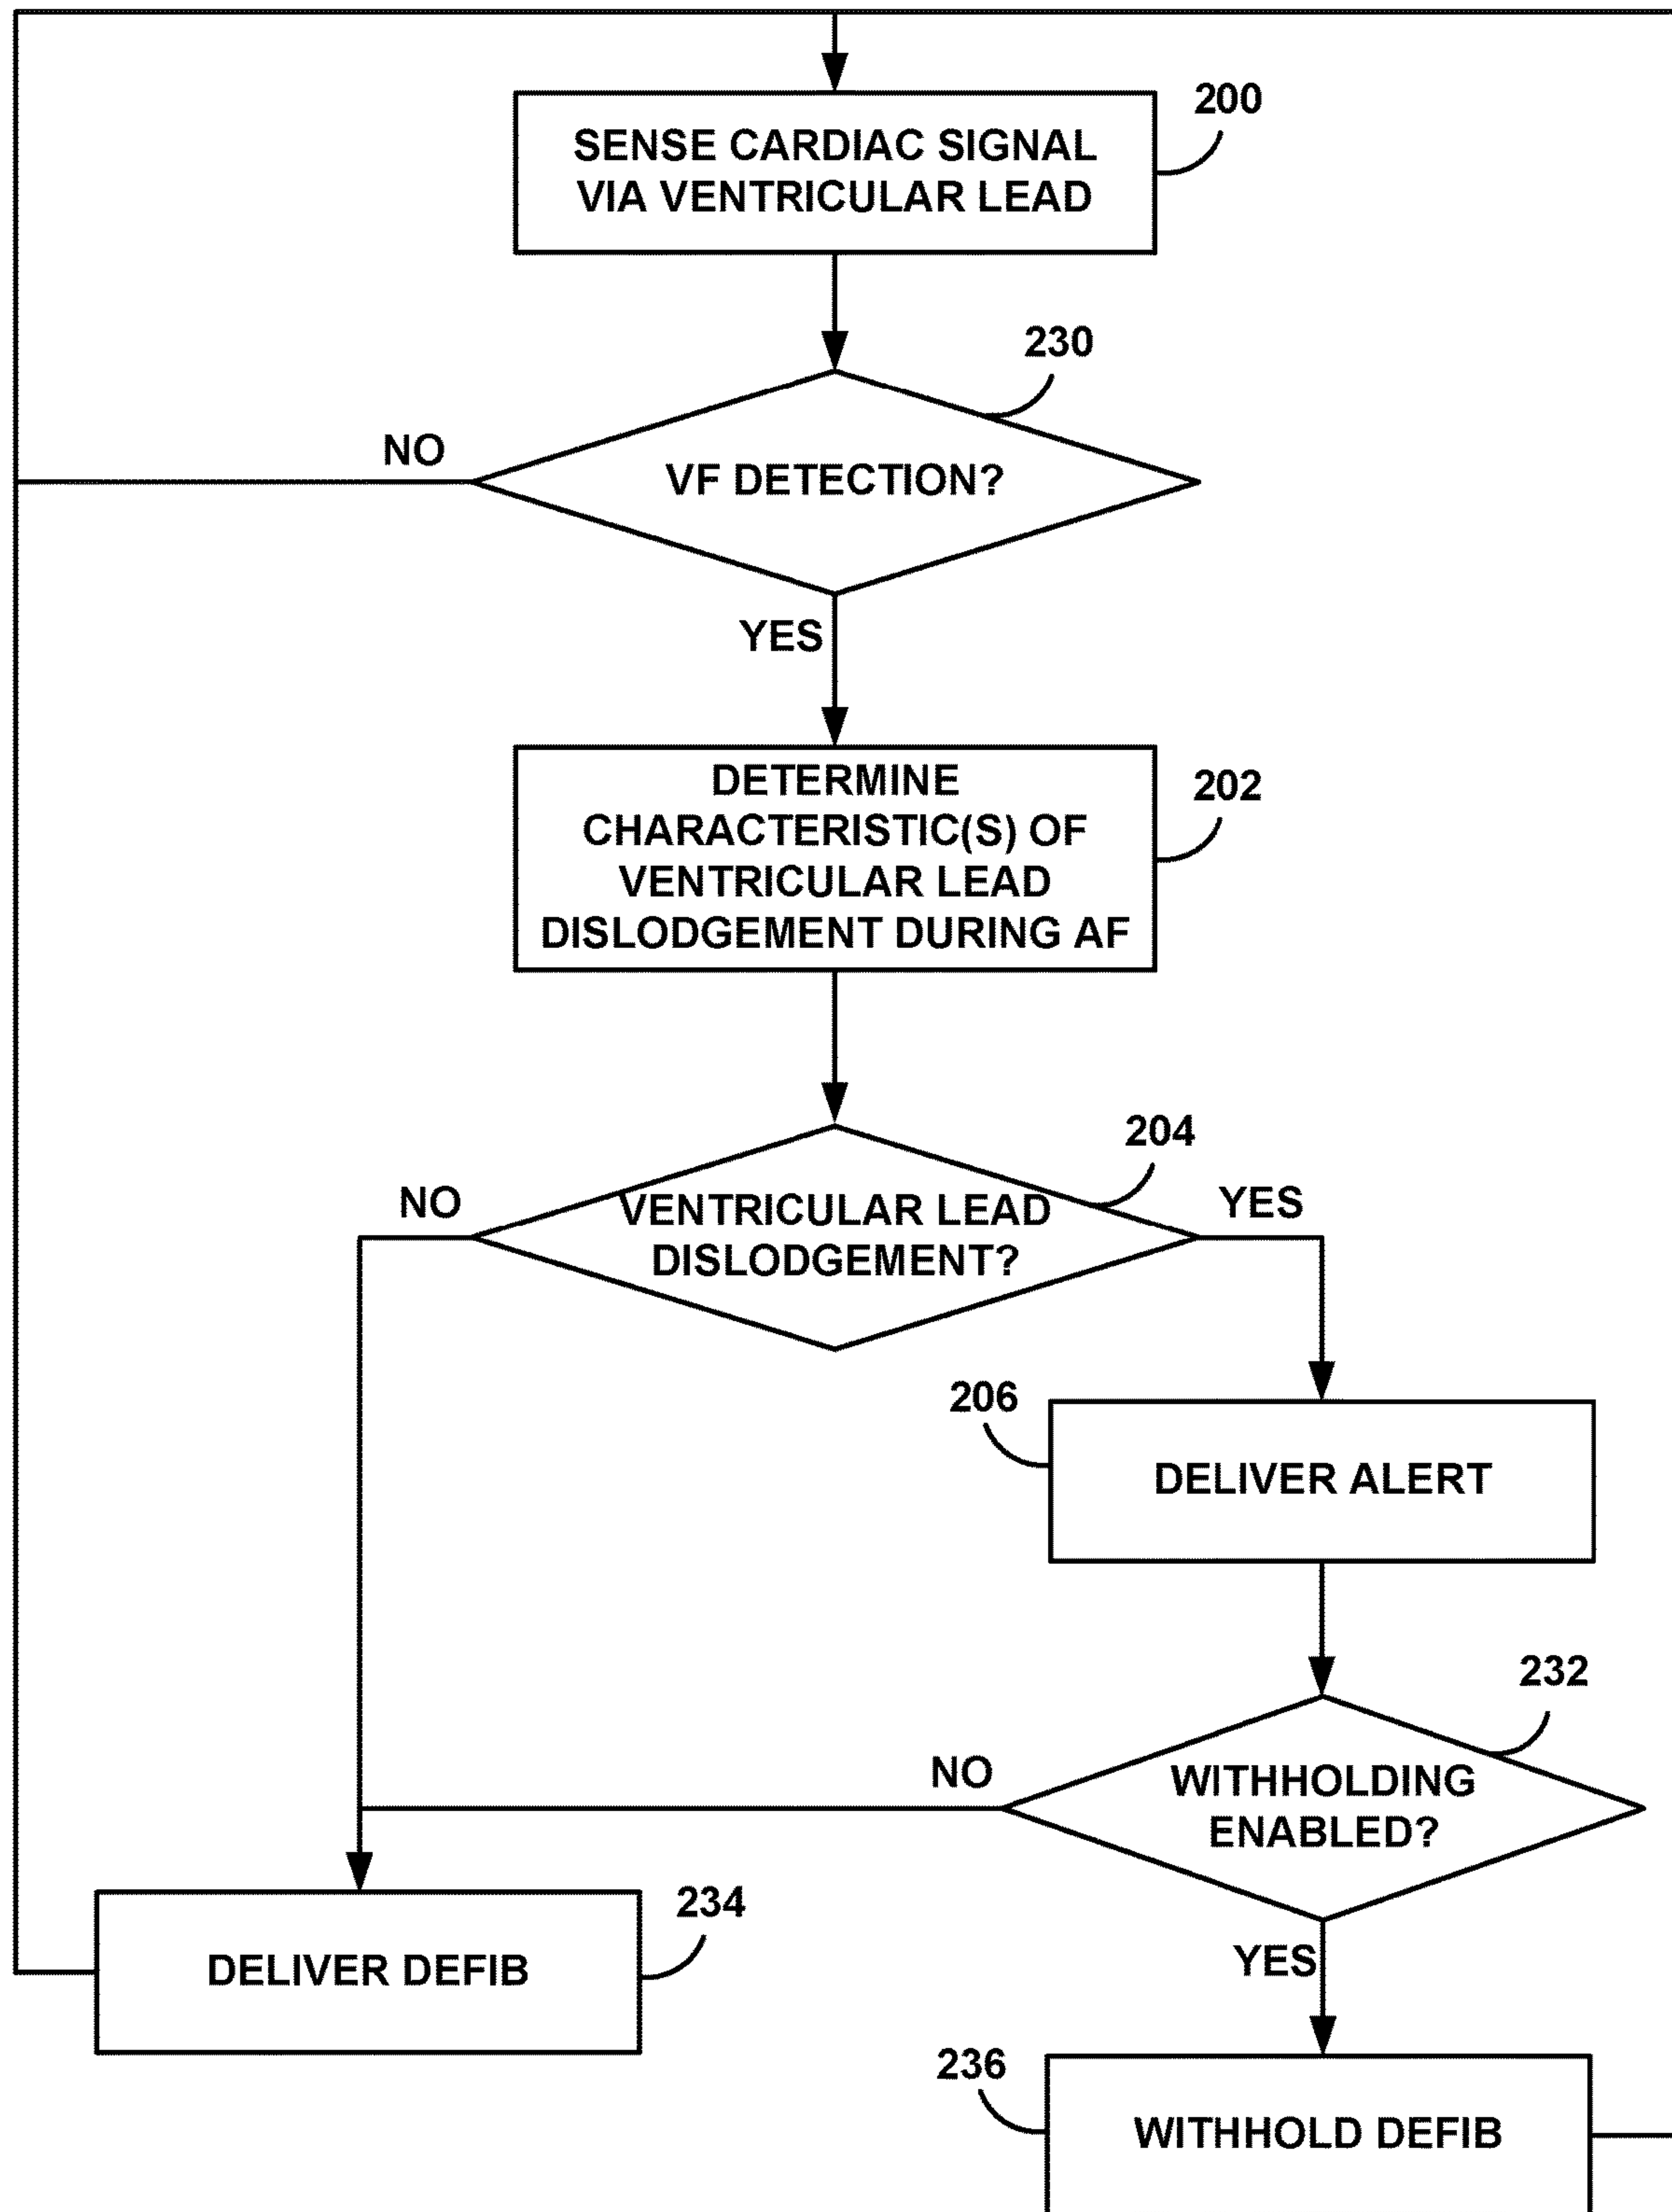 200
SENSE CARDIAC SIGNAL
VIA VENTRICULAR LEAD
230
NO
VF DETECTION?
YES
DETERMINE
CHARACTERISTIC(S) OF
VENTRICULAR LEAD
DISLODGEMENT DURING AF
202
204
NO
VENTRICULAR LEAD
DISLODGEMENT?
YES
206
DELIVER ALERT
232
NO
WITHHOLDING
ENABLED?
234
DELIVER DEFIB
YES
236
WITHHOLD DEFIB